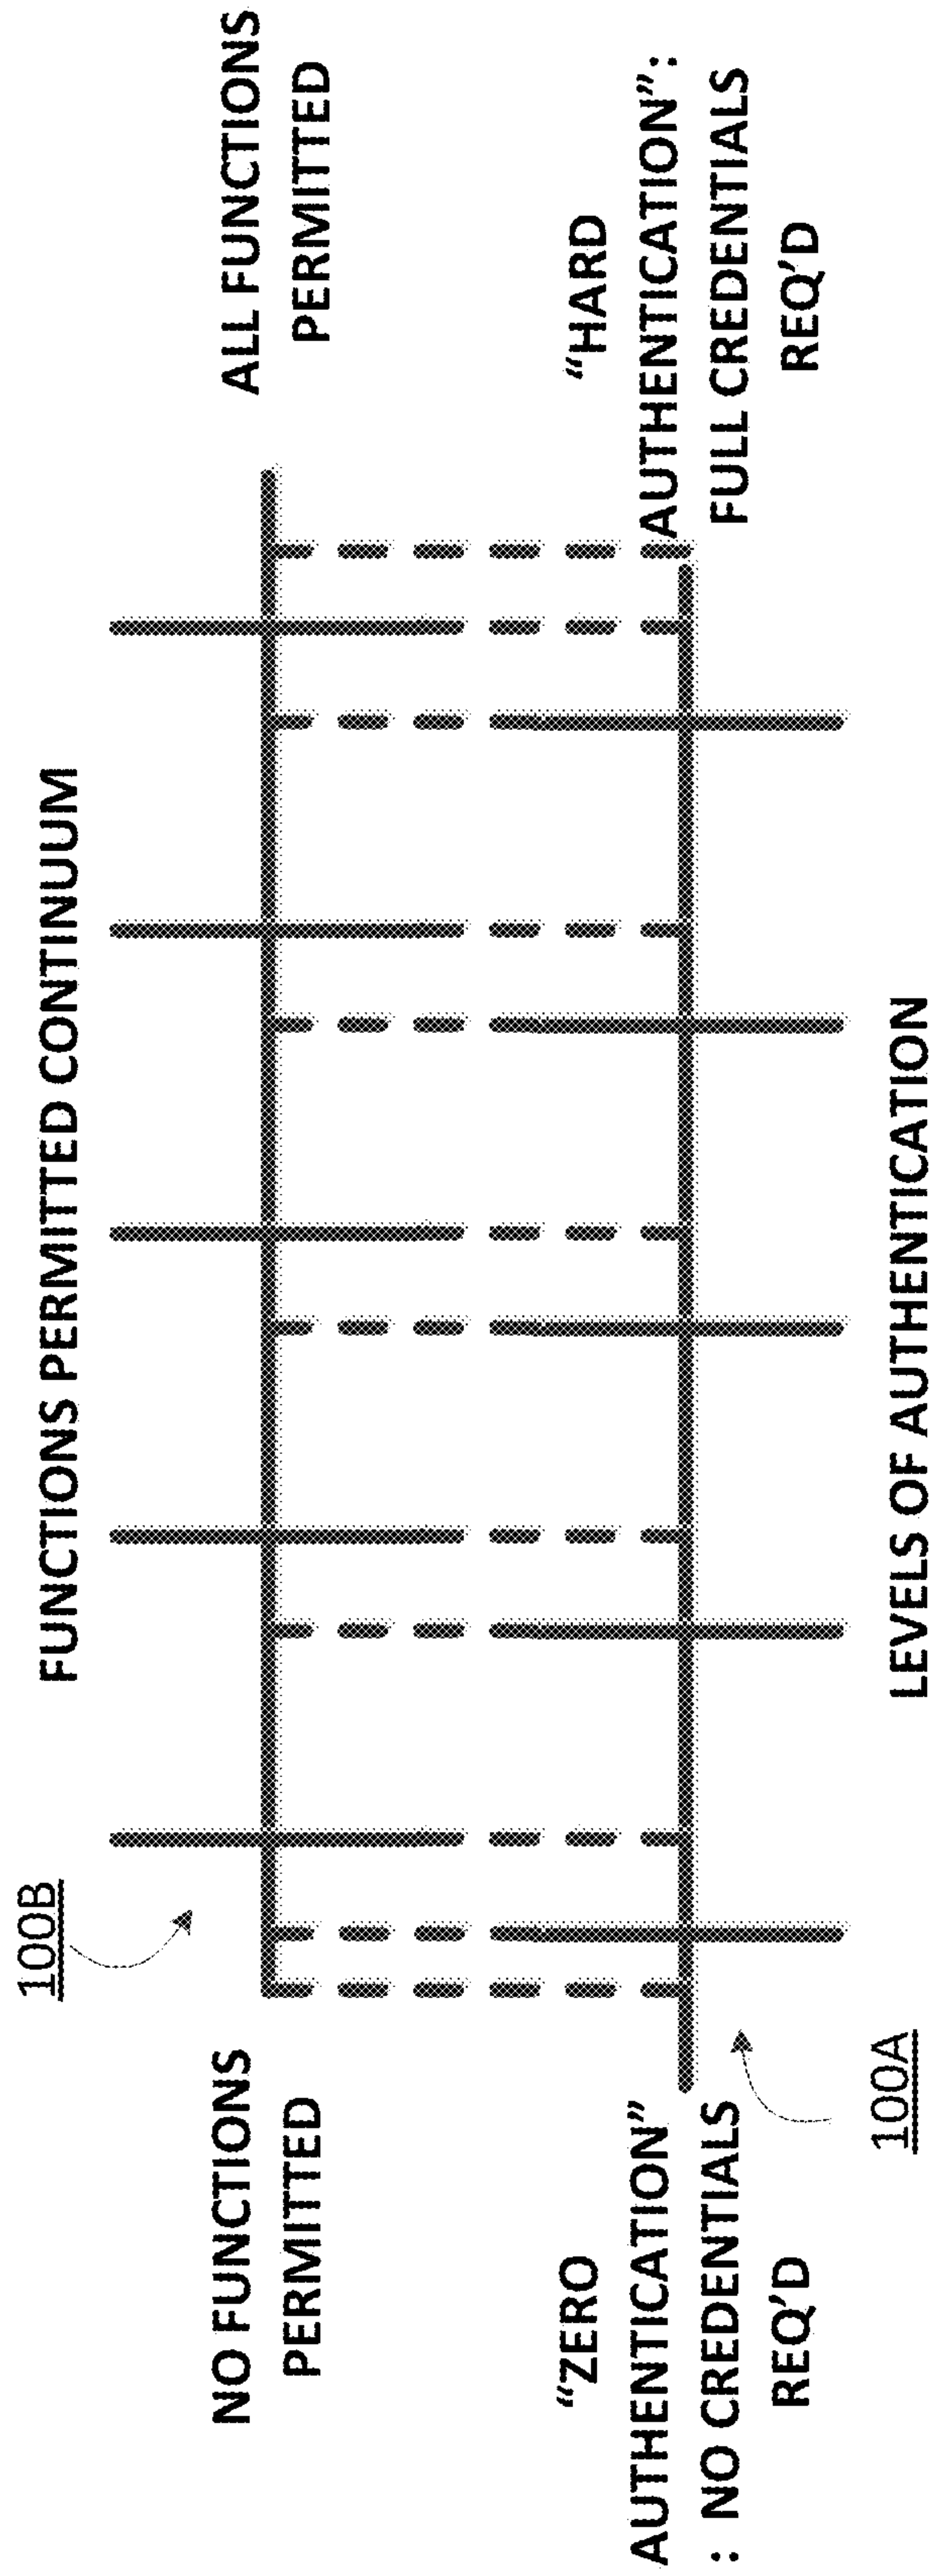 FUNCTIONS PERMITTED CONTINUUM
100B
NO FUNCTIONS
PERMITTED
ALL FUNCTIONS
PERMITTED
“ZERO
AUTHENTICATION”
: NO CREDENTIALS
REQ’D
“HARD
AUTHENTICATION”:
FULL CREDENTIALS
REQ’D
100A
LEVELS OF AUTHENTICATION